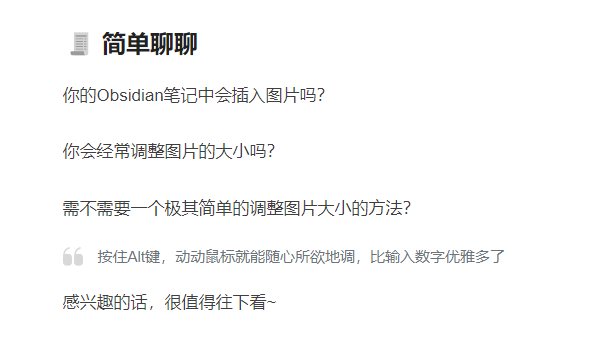 简单聊聊
你的Obsidian笔记中会插入图片吗？
你会经常调整图片的大小吗？
需不需要一个极其简单的调整图片大小的方法？
按住Alt键，动动鼠标就能随心所欲地调，比输入数字优雅多了
感兴趣的话，很值得往下看~